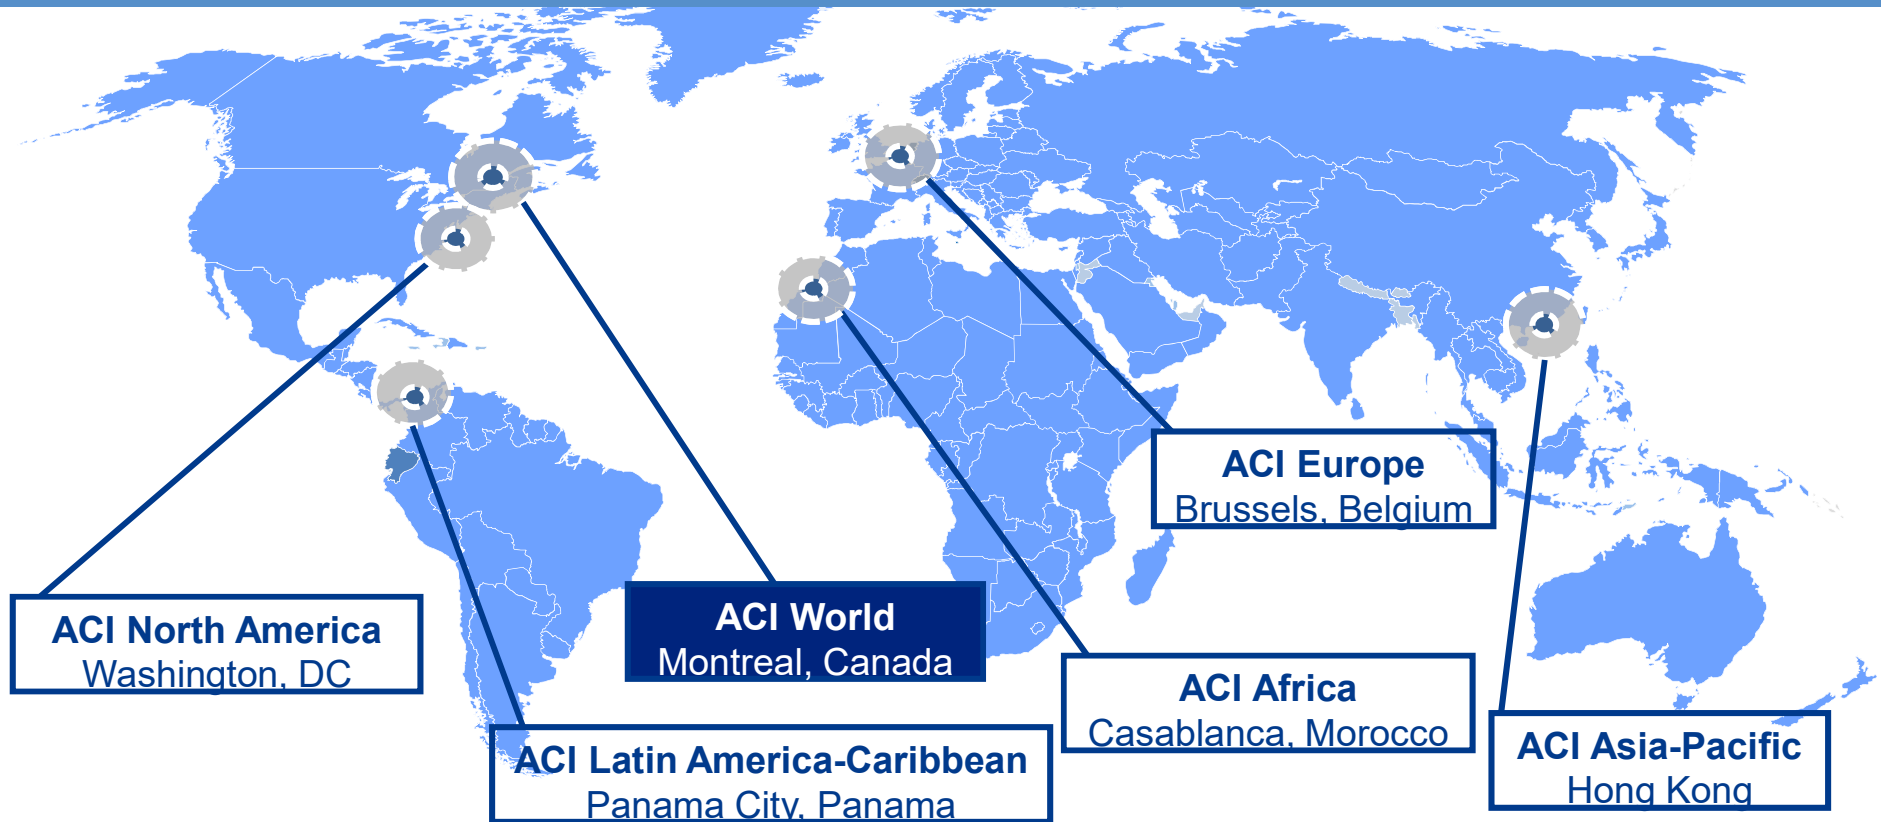 ACI Europe
Brussels, Belgium
ACI North America
Washington, DC
ACI World
Montreal, Canada
ACI Africa
Casablanca, Morocco
ACI Latin America-Caribbean
Panama City, Panama
ACI Asia-Pacific
Hong Kong